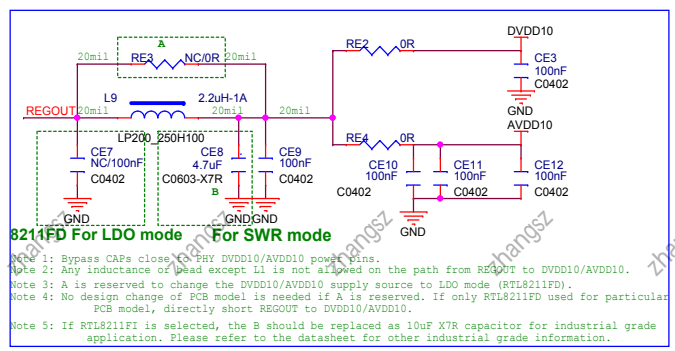 DVDD10
A
20mil
RE3
NC/0R
20mil
RE2
0R
CE3
100nF
C0402
L9
2.2uH-1A
REGOUT
20mil
20mil
20mil
GND
AVDD10
LP200_250H100
RE4
0R
CE7
NC/100nF
C0402
CE8
4.7uF
C0603-X7R
CE9
100nF
C0402
CE10
100nF
C0402
CE11
100nF
C0402
CE12
100nF
C0402
B
GND
GND
GND
GND
8211FD For LDO mode
For SWR mode
Note 1: Bypass CAPs close to PHY DVDD10/AVDD10 power pins.
Note 2: Any inductance or bead except L1 is not allowed on the path from REGOUT to DVDD10/AVDD10.
Note 3: A is reserved to change the DVDD10/AVDD10 supply source to LDO mode (RTL8211FD).
Note 4: No design change of PCB model is needed if A is reserved. If only RTL8211FD used for particular
PCB model, directly short REGOUT to DVDD10/AVDD10.
Note 5: If RTL8211FI is selected, the B should be replaced as 10uF X7R capacitor for industrial grade
application. Please refer to the datasheet for other industrial grade information.
zhangsz
zhangsz
zhangsz